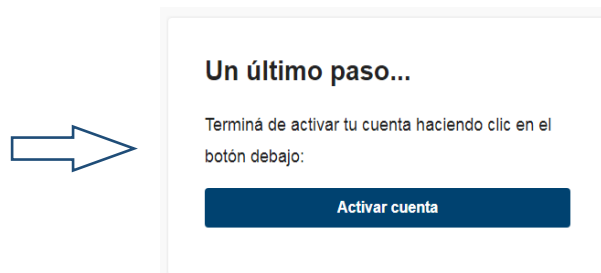 Un último paso...
Terminá de activar tu cuenta haciendo clic en el
botón debajo:
Activar cuenta